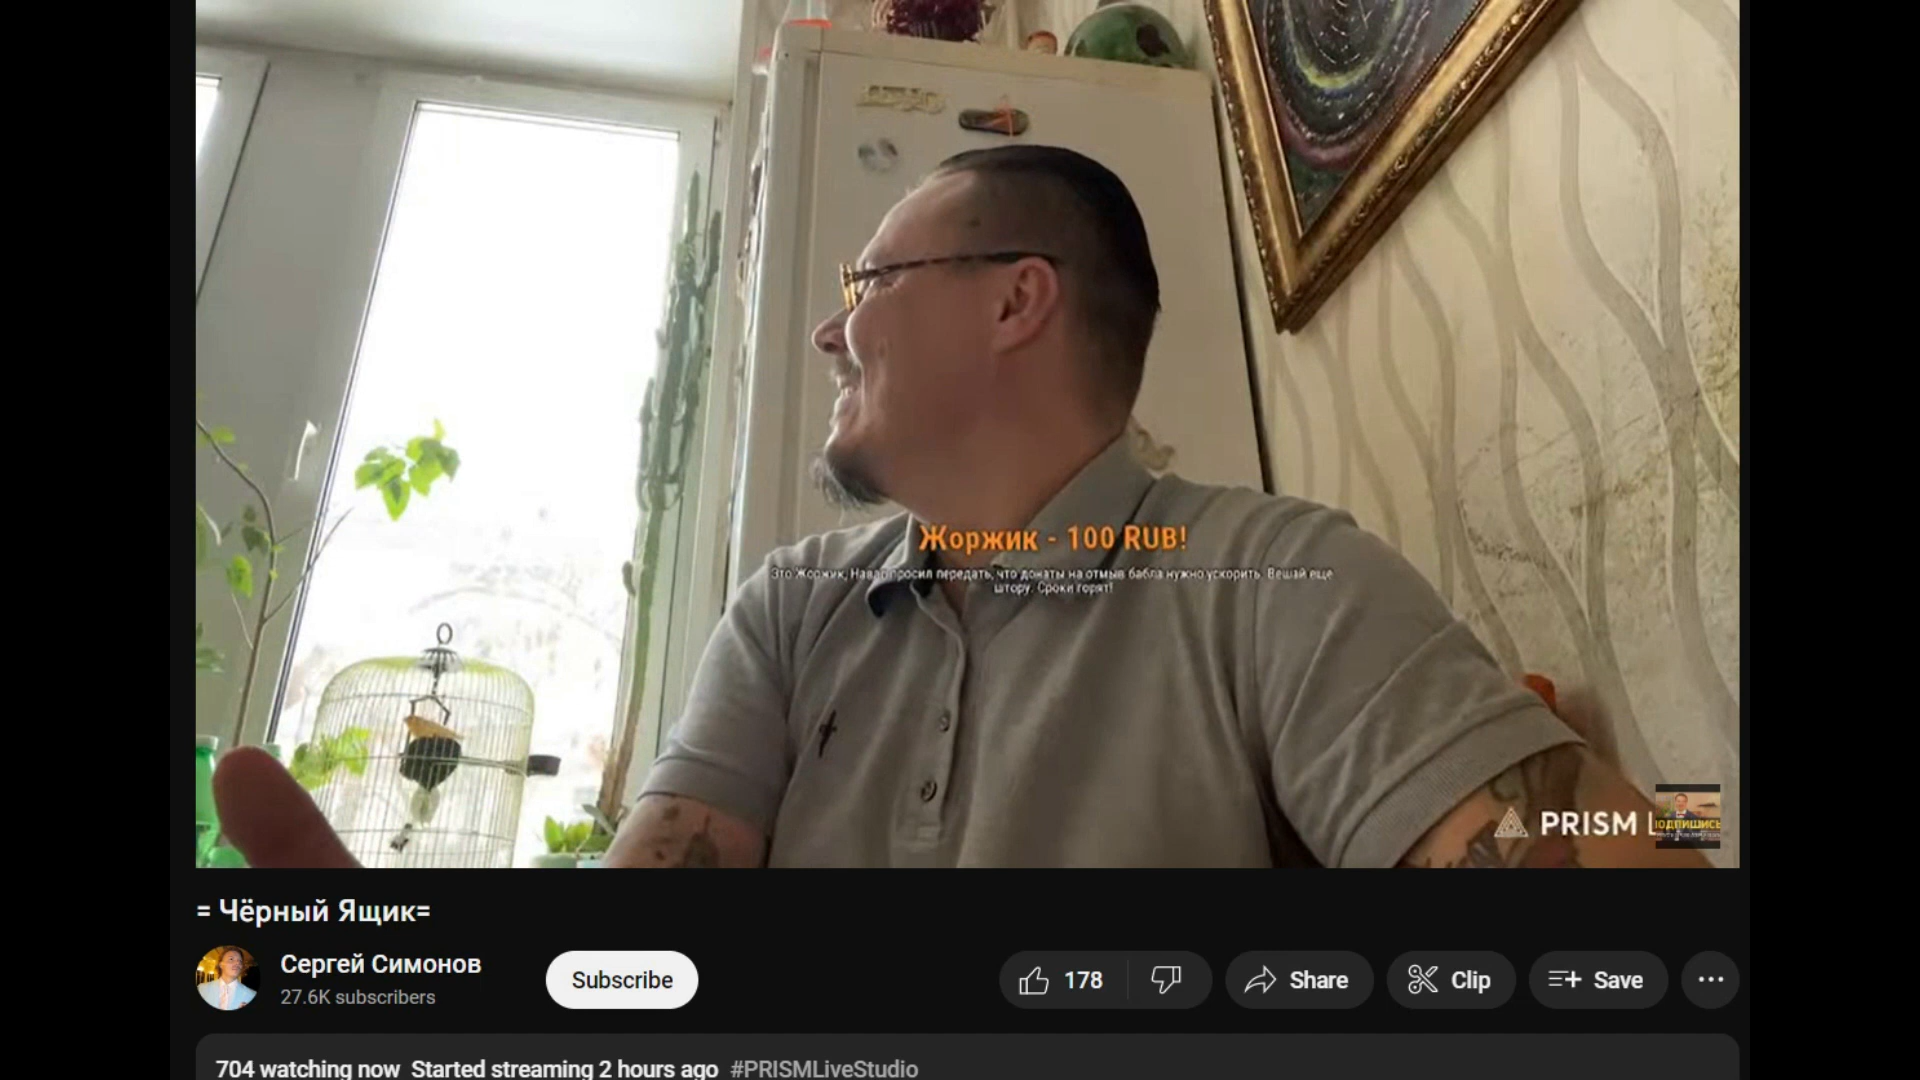 Жоржик - 100 RUB!
Это Жоржик, Навал просил передать, что донаты на отмыв бабла нужно ускорить. Вешай еще
штору. Сроки горят!
PRISM L
ПОДПИШИСЬ
= Чёрный Ящик=
Сергей Симонов
27.6K subscribers
Subscribe
178
Share
Clip
Save
704 watching now Started streaming 2 hours ago #PRISMLiveStudio